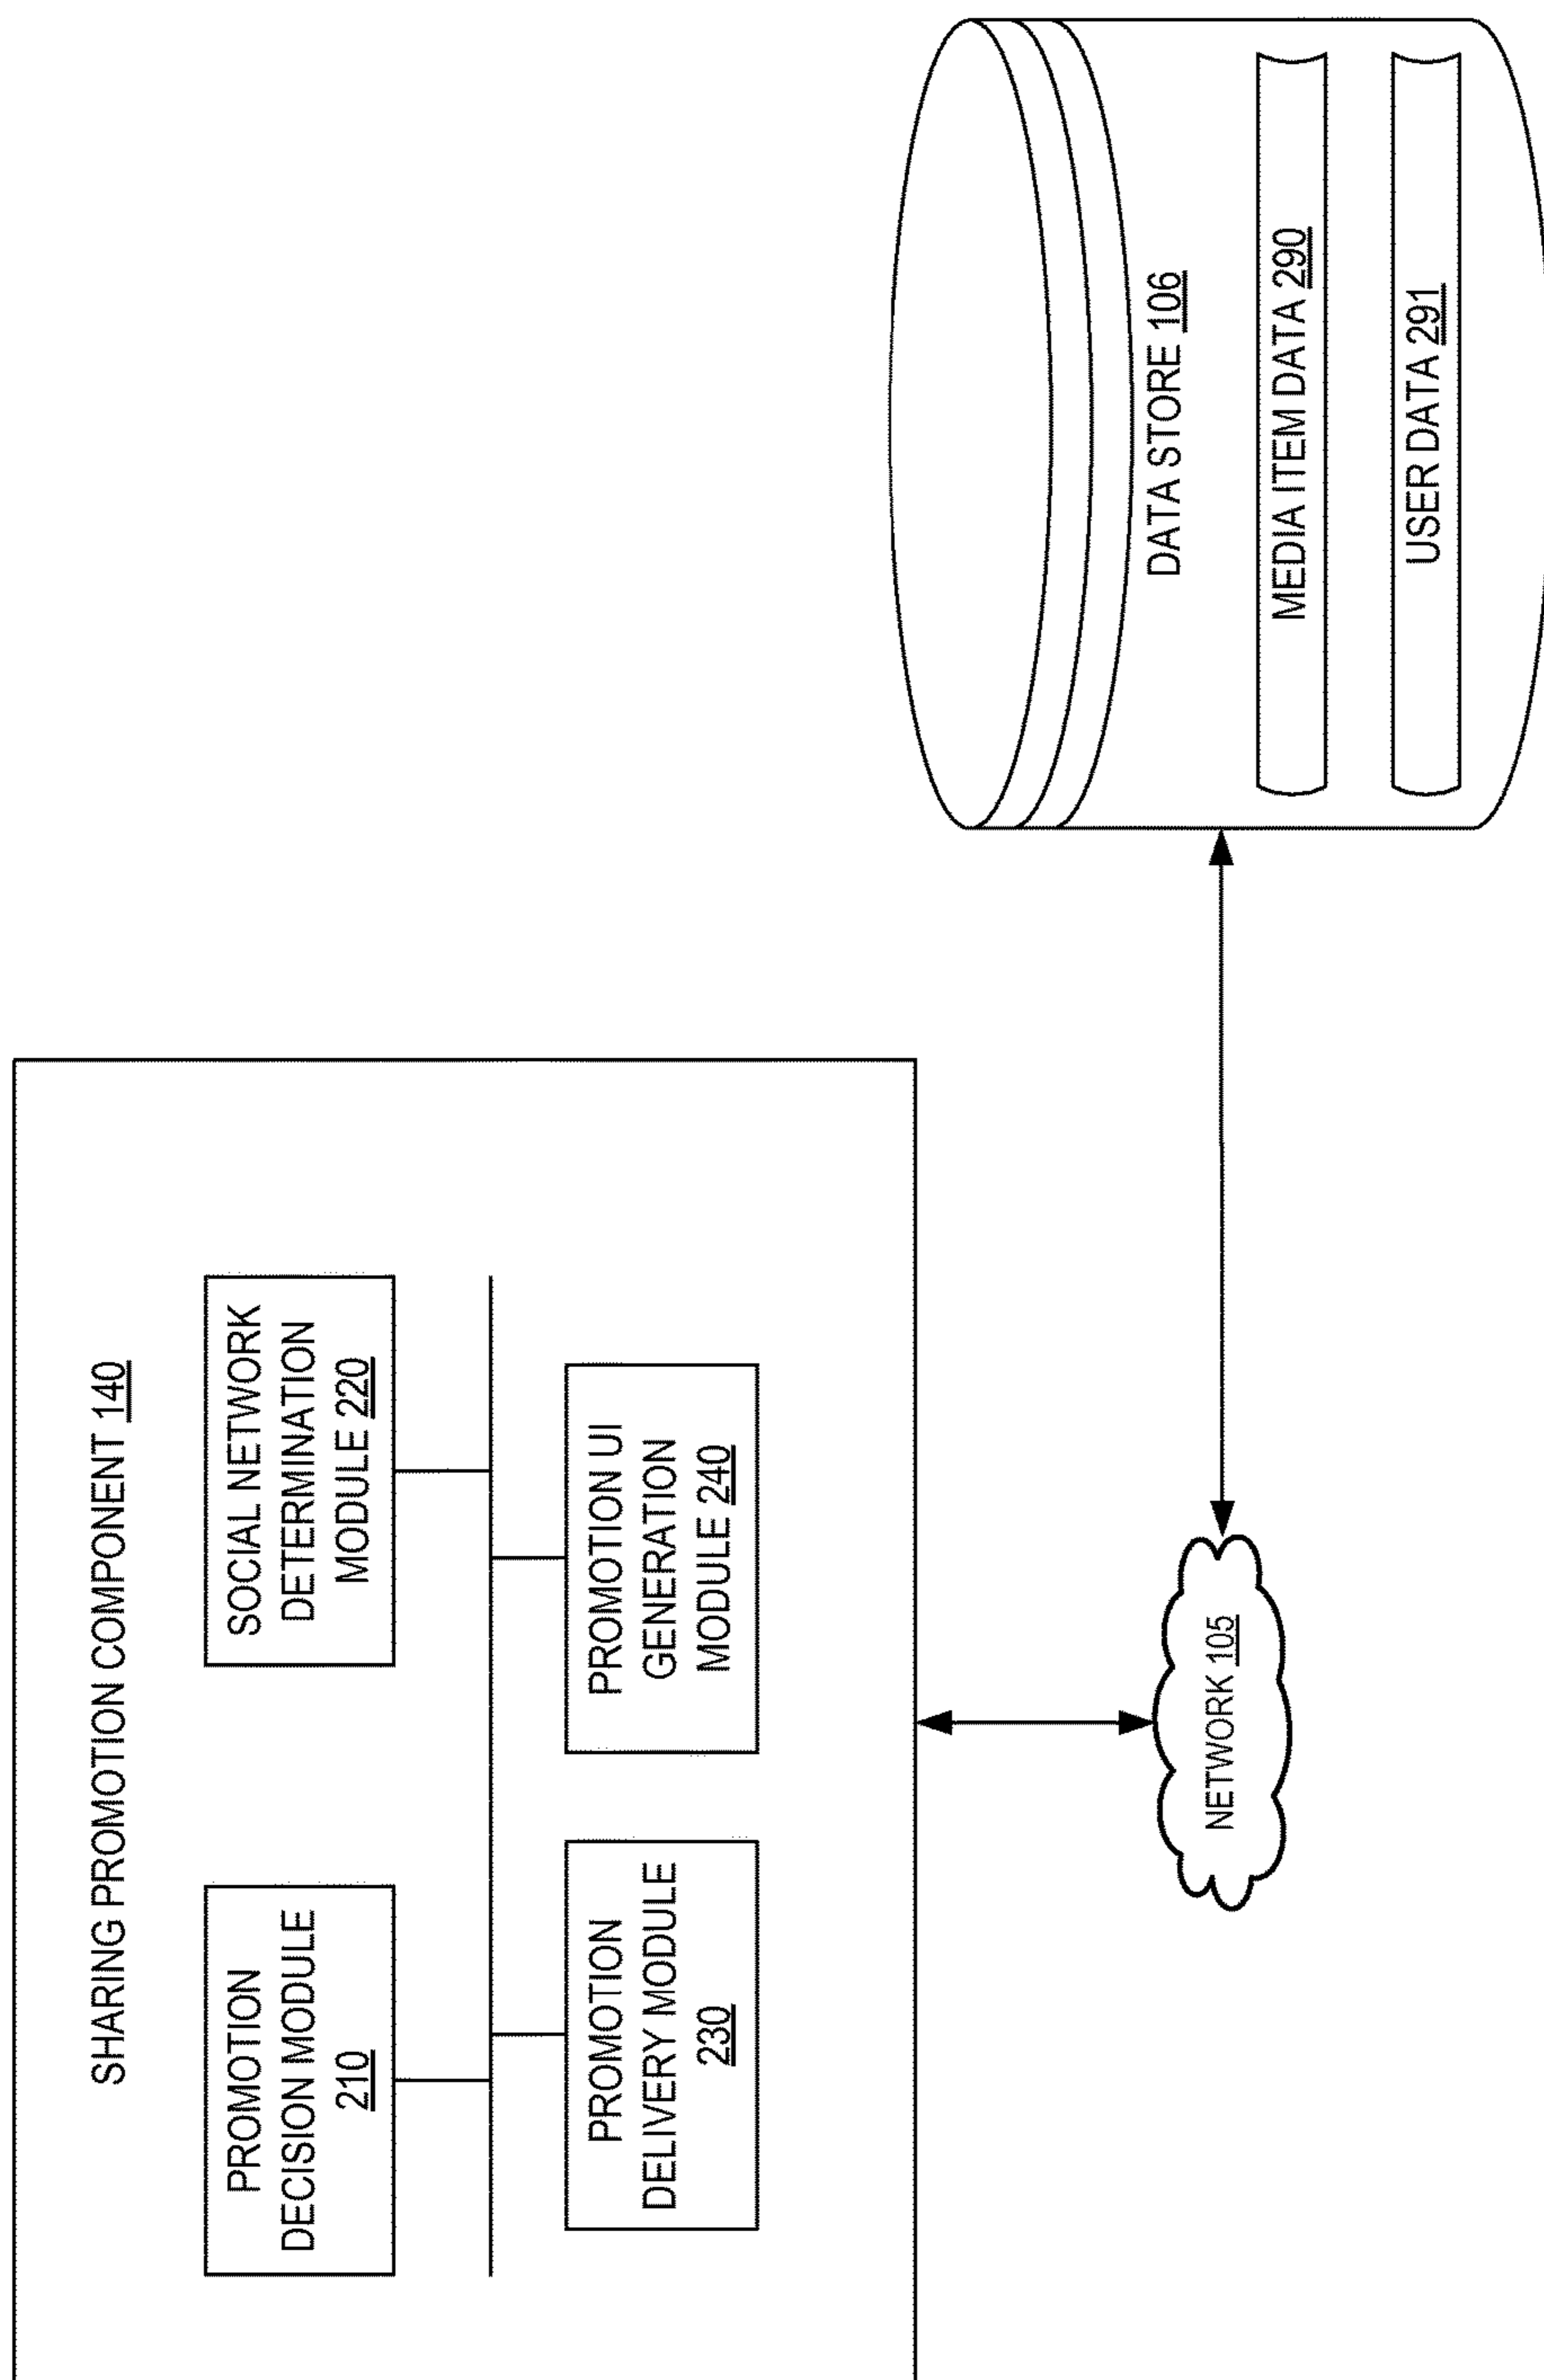 SHARING PROMOTION COMPONENT 140
PROMOTION
DECISION MODULE
210
SOCIAL NETWORK
DETERMINATION
MODULE 220
PROMOTION
DELIVERY MODULE
230
PROMOTION UI
GENERATION
MODULE 240
NETWORK 105
DATA STORE 106
MEDIA ITEM DATA 290
USER DATA 291